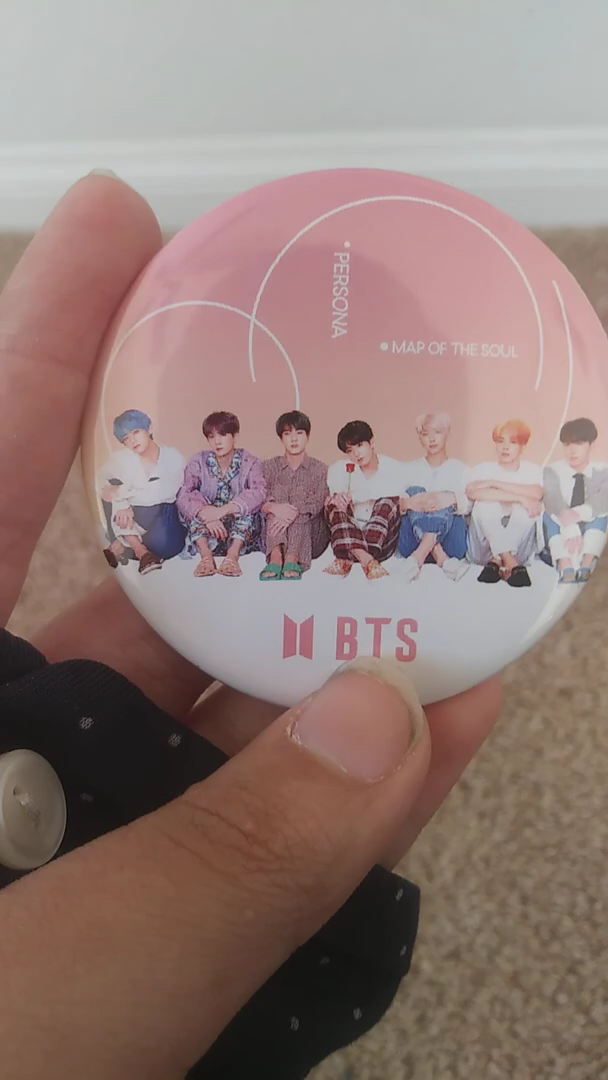 • PERSONA
• MAP OF THE SOUL
BTS